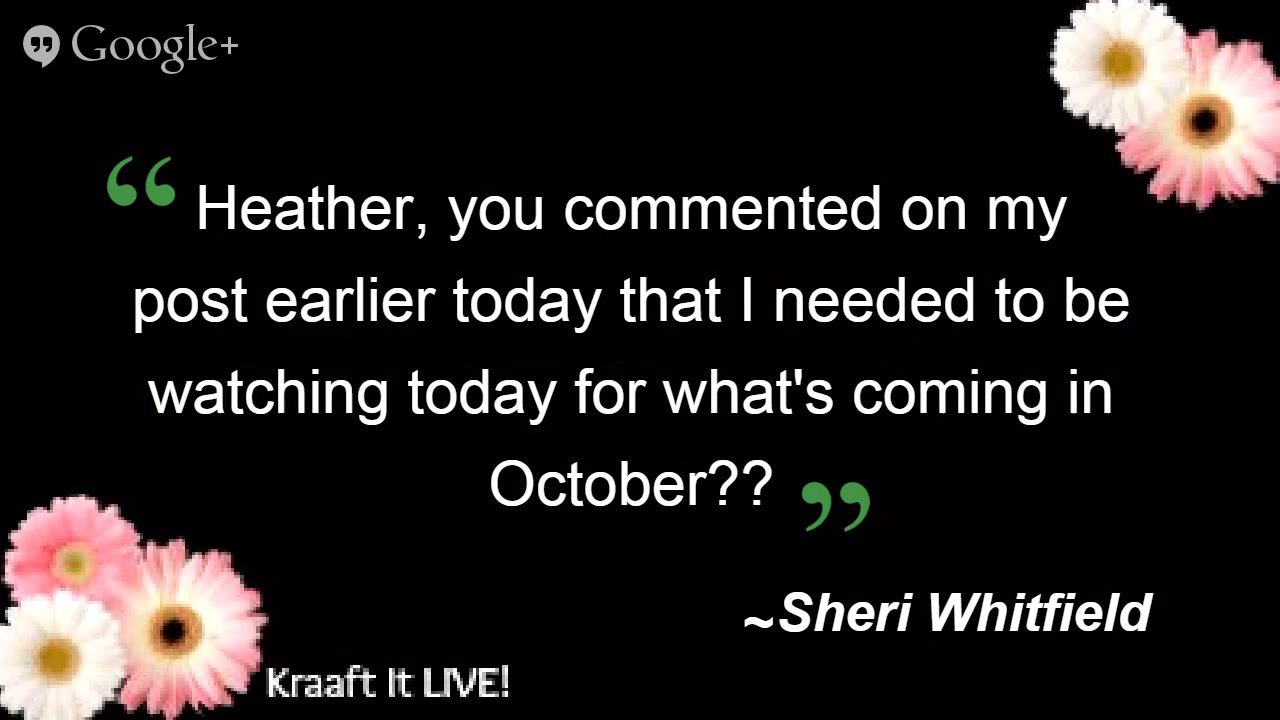 Google+
“ Heather, you commented on my
post earlier today that I needed to be
watching today for what's coming in
October?? ”
~Sheri Whitfield
Kraaft It LIVE!